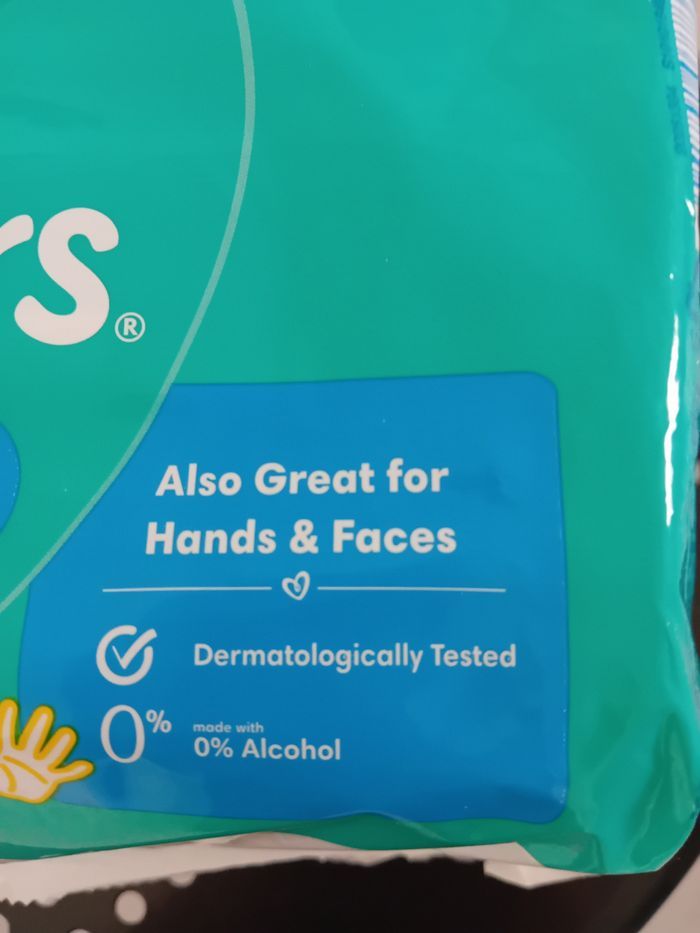 rs®
Also Great for
Hands & Faces
Dermatologically Tested
0%
made with
0% Alcohol